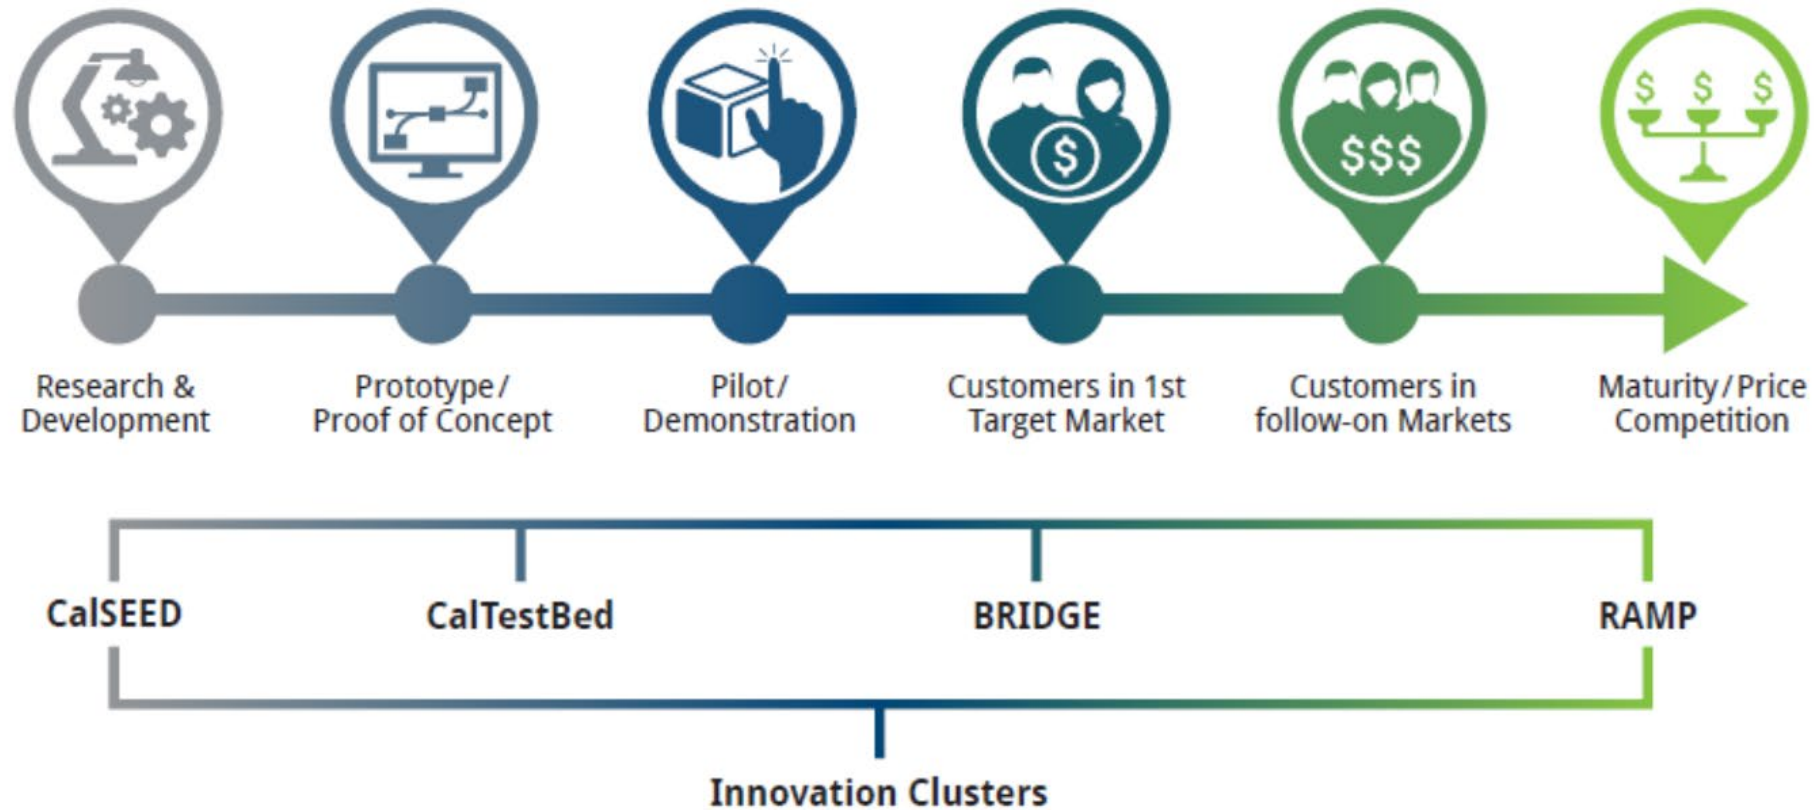 $
$$$
$ $ $
Research &
Development
Prototype/
Proof of Concept
Pilot/
Demonstration
Customers in 1st
Target Market
Customers in
follow-on Markets
Maturity/Price
Competition
CalSEED
CalTestBed
BRIDGE
RAMP
Innovation Clusters